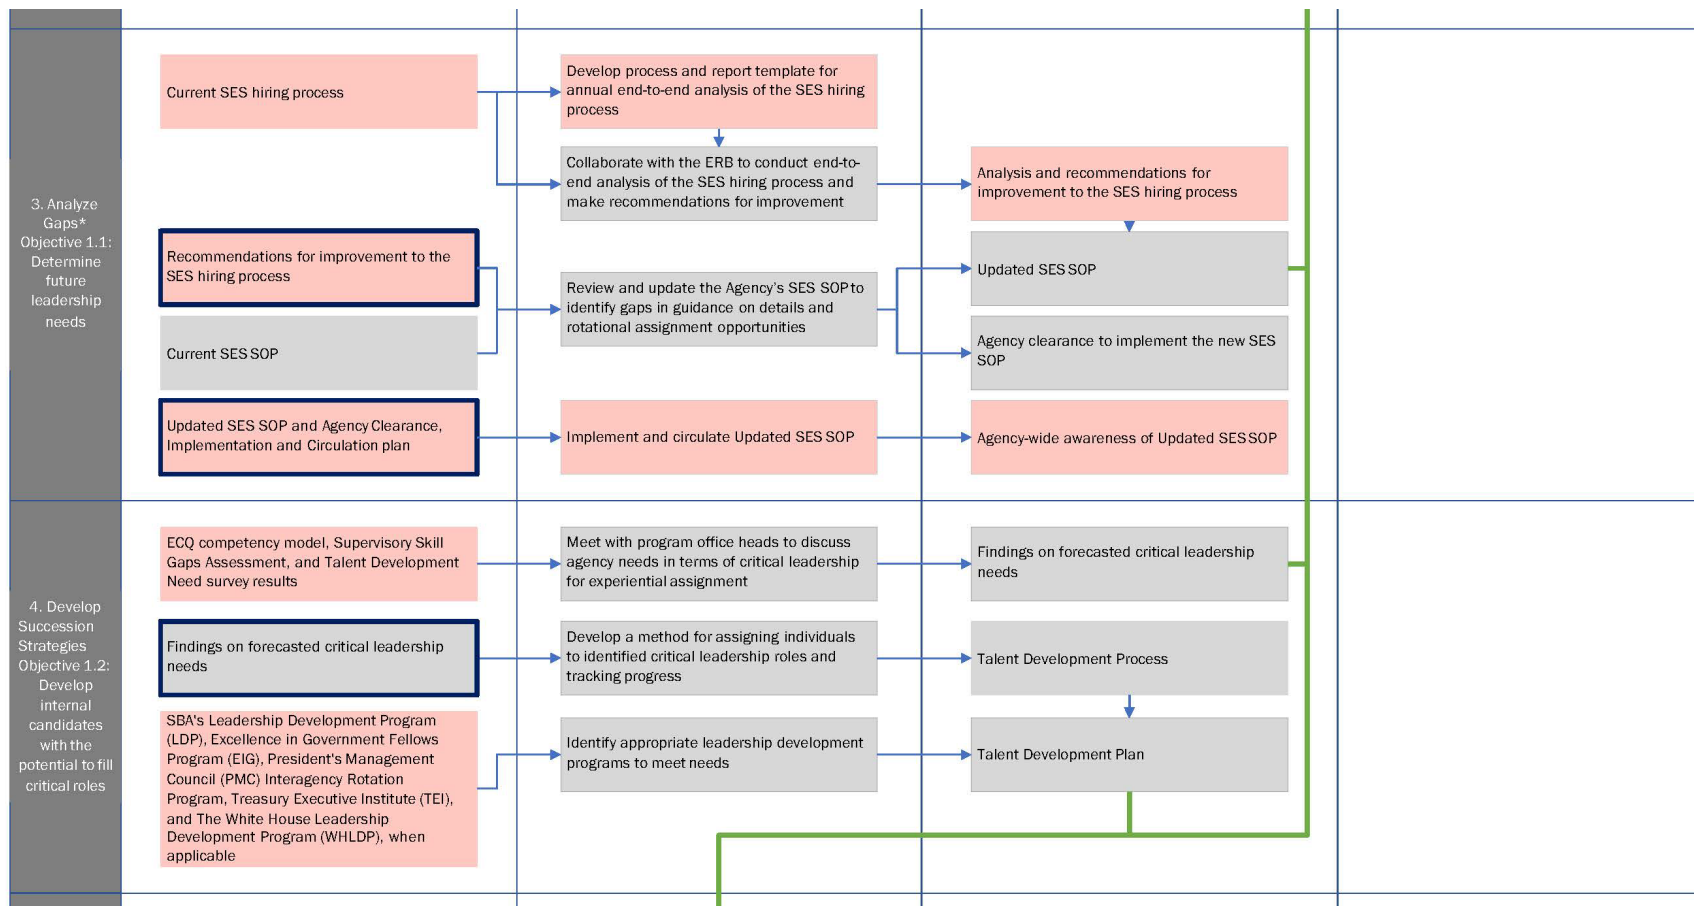 3. Analyze
Gaps*
Objective 1.1:
Determine
future
leadership
needs
Current SES hiring process
Develop process and report template for
annual end-to-end analysis of the SES hiring
process
Collaborate with the ERB to conduct end-to-
end analysis of the SES hiring process and
make recommendations for improvement
Analysis and recommendations for
improvement to the SES hiring process
Recommendations for improvement to the
SES hiring process
Current SES SOP
Review and update the Agency's SES SOP to
identify gaps in guidance on details and
rotational assignment opportunities
Updated SES SOP
Agency clearance to implement the new SES
SOP
Updated SES SOP and Agency Clearance,
Implementation and Circulation plan
Implement and circulate Updated SES SOP
Agency-wide awareness of Updated SES SOP
4. Develop
Succession
Strategies
Objective 1.2:
Develop
internal
candidates
with the
potential to fill
critical roles
ECQ competency model, Supervisory Skill
Gaps Assessment, and Talent Development
Need survey results
Meet with program office heads to discuss
agency needs in terms of critical leadership
for experiential assignment
Findings on forecasted critical leadership
needs
Findings on forecasted critical leadership
needs
Develop a method for assigning individuals
to identified critical leadership roles and
tracking progress
Talent Development Process
SBA's Leadership Development Program
(LDP), Excellence in Government Fellows
Program (EIG), President's Management
Council (PMC) Interagency Rotation
Program, Treasury Executive Institute (TEI),
and The White House Leadership
Development Program (WHLDP), when
applicable
Identify appropriate leadership development
programs to meet needs
Talent Development Plan